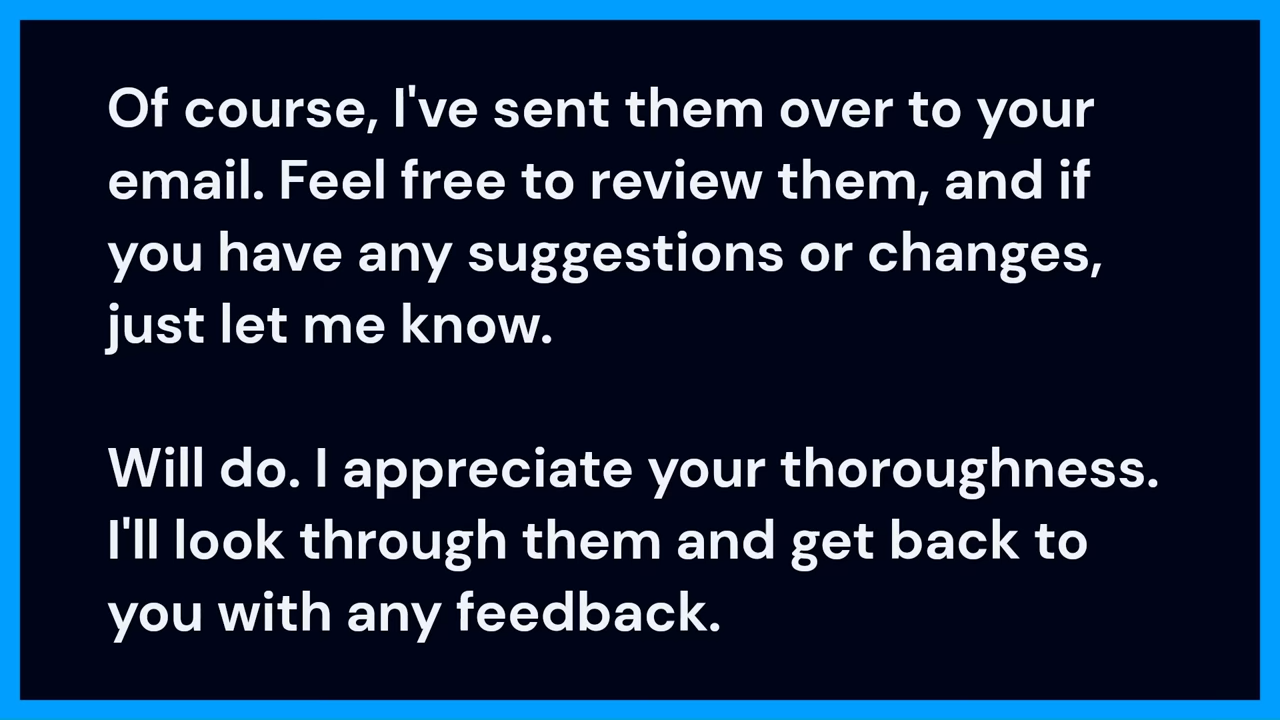 Of course, I've sent them over to your
email. Feel free to review them, and if
you have any suggestions or changes,
just let me know.
Will do. I appreciate your thoroughness.
I'll look through them and get back to
you with any feedback.